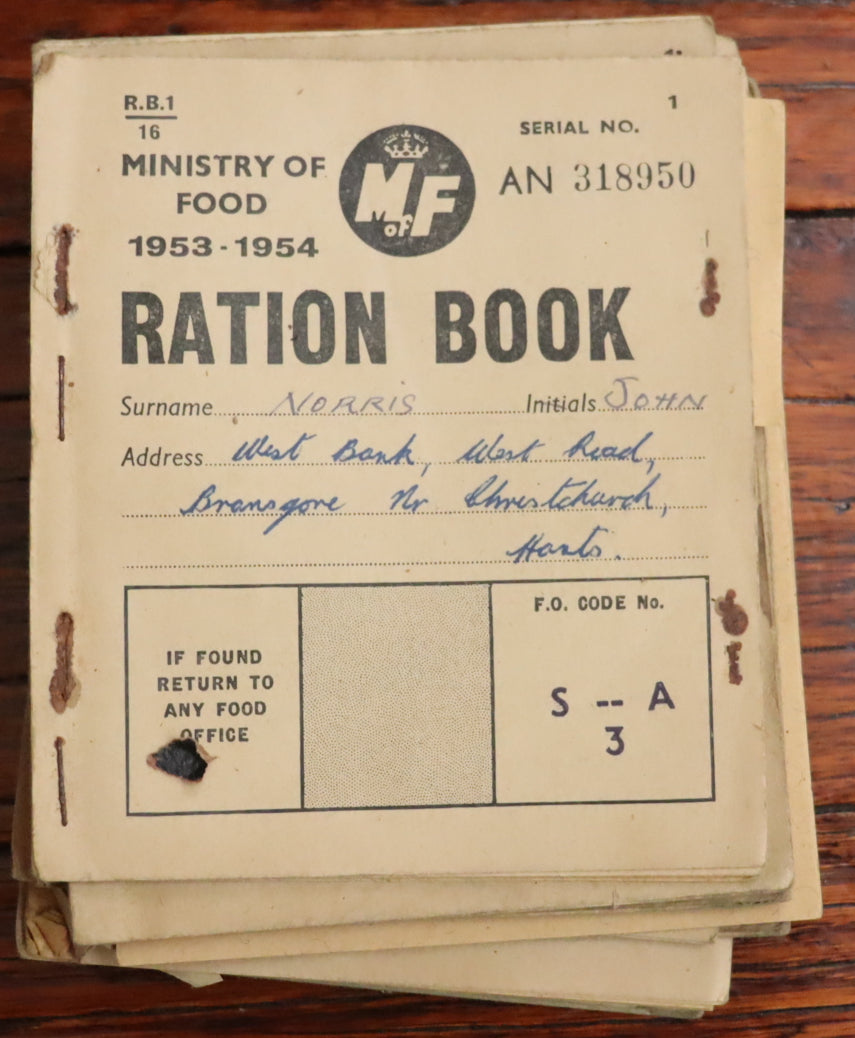 R.B.1
16
MINISTRY OF
FOOD
1953-1954
M of F
1
SERIAL NO.
AN 318950
RATION BOOK
Surname NORRIS Initials JOHN
Address West Bank, West Road,
Bransgore Nr Christchurch,
Hants.
IF FOUND
RETURN TO
ANY FOOD
OFFICE
F.O. CODE No.
S -- A
3